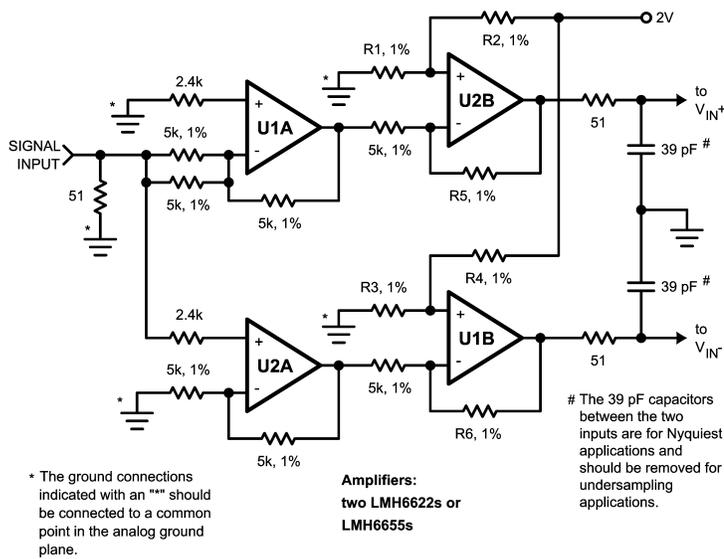 2V
R2, 1%
R1, 1%
*
+
U2B
-
to
VIN+
51
39 pF #
2.4k
*
+
U1A
-
5k, 1%
SIGNAL
INPUT
5k, 1%
R5, 1%
51
5k, 1%
5k, 1%
*
R4, 1%
R3, 1%
*
39 pF #
2.4k
+
U1B
-
to
VIN-
51
5k, 1%
+
U2A
-
5k, 1%
*
R6, 1%
5k, 1%
# The 39 pF capacitors
between the two
inputs are for Nyquiest
applications and
should be removed for
undersampling
applications.
* The ground connections
indicated with an "*" should
be connected to a common
point in the analog ground
plane.
Amplifiers:
two LMH6622s or
LMH6655s